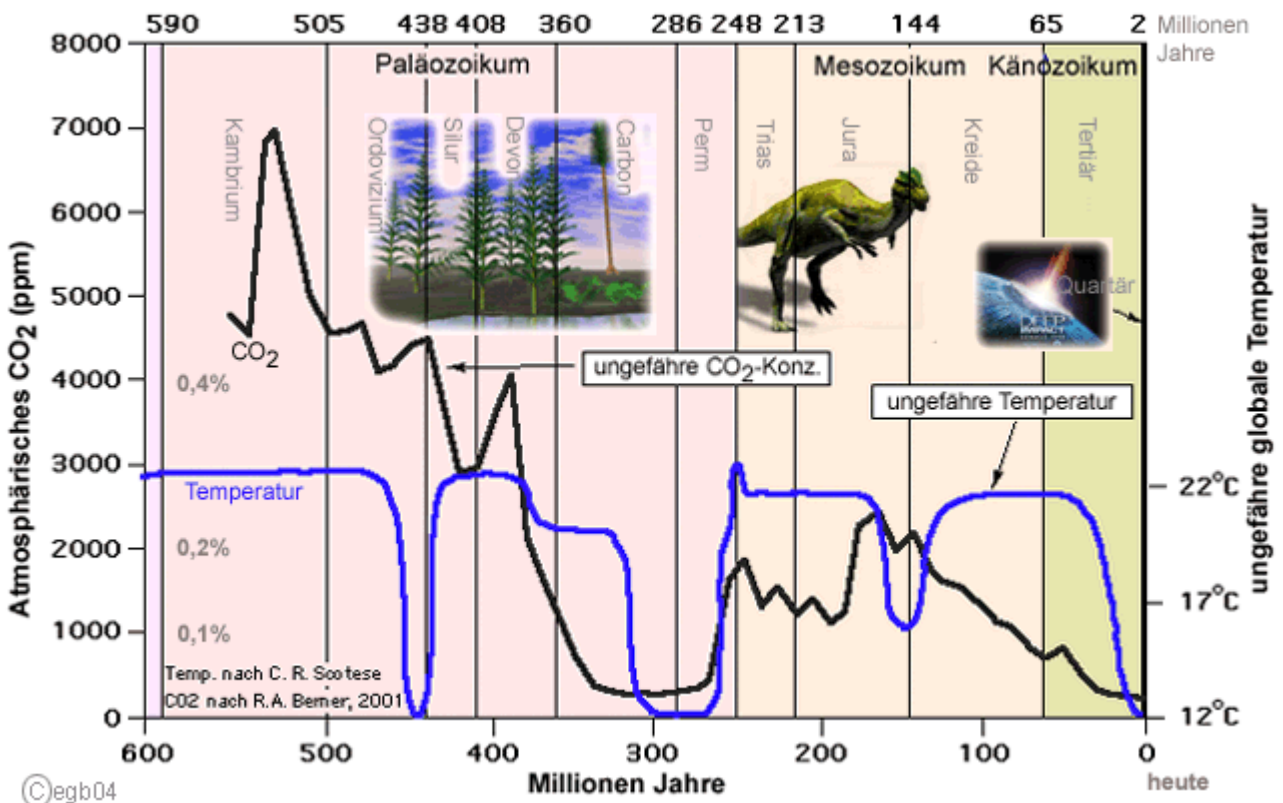 590 505 438 408 360 286 248 213 144 65 2 Millionen
Jahre
8000
7000
6000
5000
4000
3000
2000
1000
0
Atmosphärisches CO₂ (ppm)
Paläozoikum
Mesozoikum
Känozoikum
Kambrium
Ordovizium
Silur
Devon
Carbon
Perm
Trias
Jura
Kreide
Tertiär
Quartär
DEEP
IMPACT
CO₂
ungefähre CO₂-Konz.
ungefähre Temperatur
0,4%
Temperatur
0,2%
0,1%
Temp. nach C. R. Scotese
CO2 nach R.A. Berner, 2001
22°C
17°C
12°C
ungefähre globale Temperatur
600 500 400 300 200 100 0
Millionen Jahre
heute
©egb04